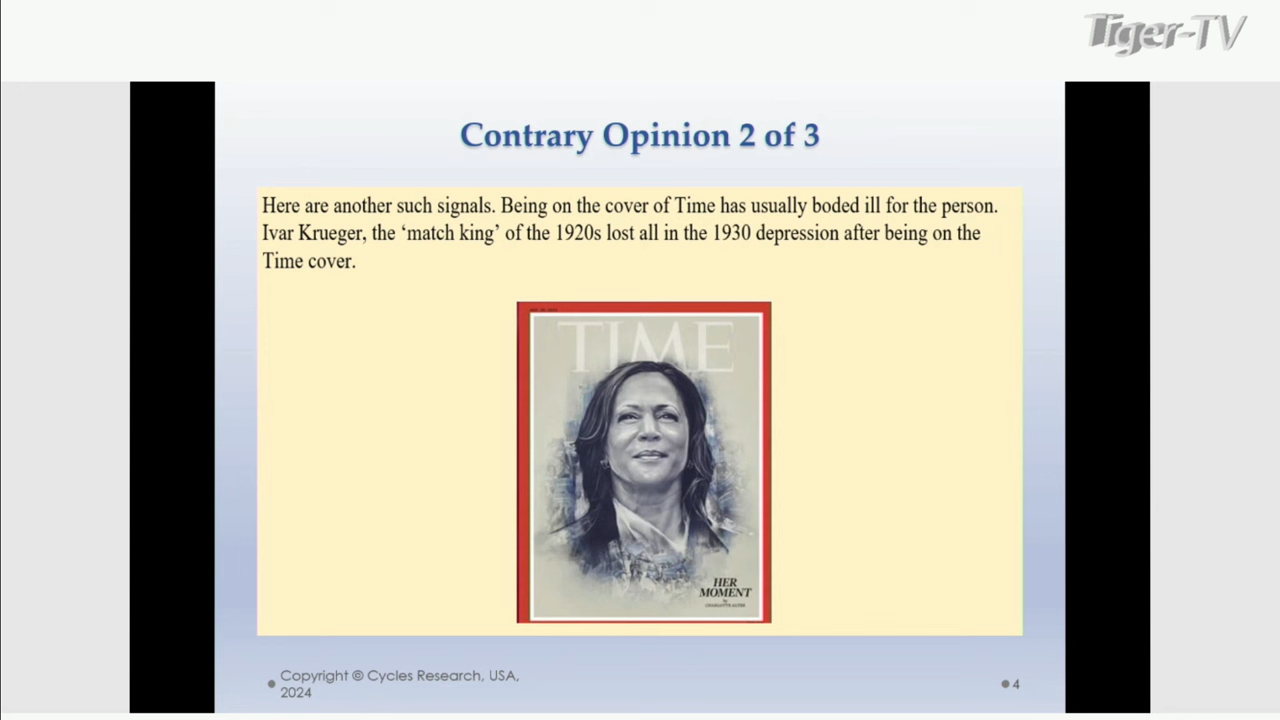 Tiger-TV
Contrary Opinion 2 of 3
Here are another such signals. Being on the cover of Time has usually boded ill for the person.
Ivar Krueger, the ‘match king’ of the 1920s lost all in the 1930 depression after being on the
Time cover.
TIME
HER
MOMENT
by
Copyright © Cycles Research, USA,
2024
4